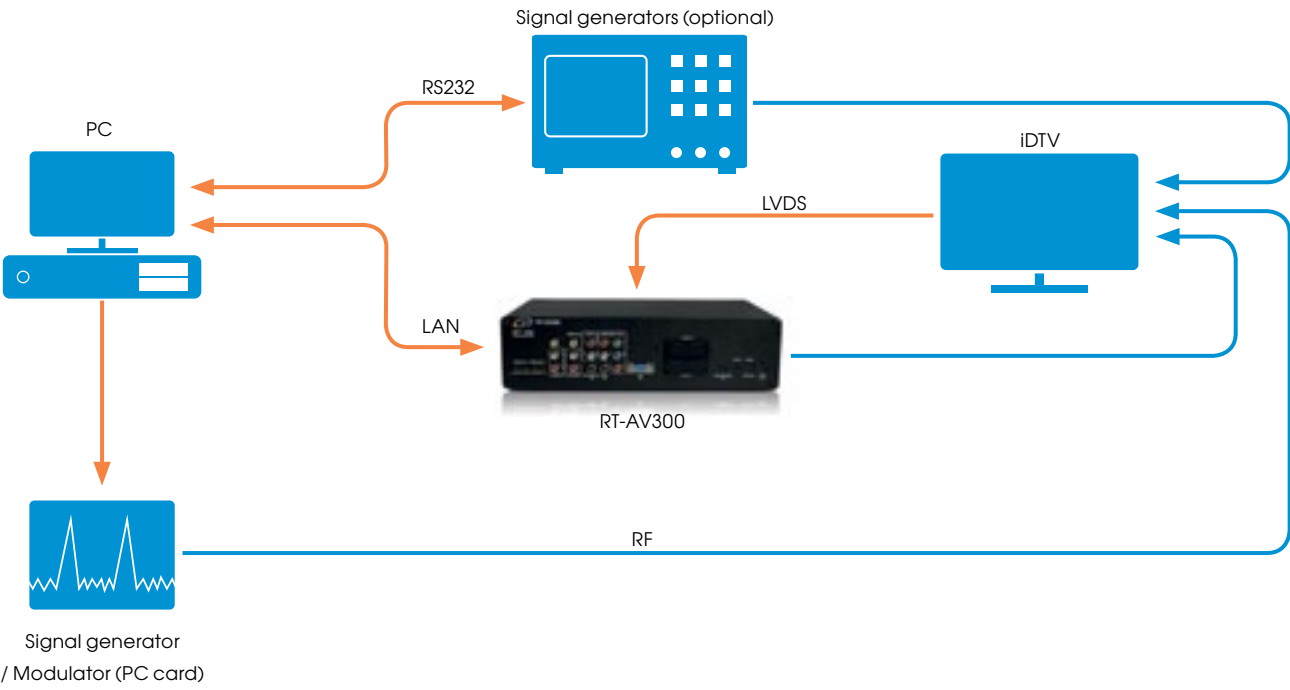 Signal generators (optional)
RS232
PC
iDTV
LVDS
LAN
RT-AV300
RF
Signal generator
/ Modulator (PC card)